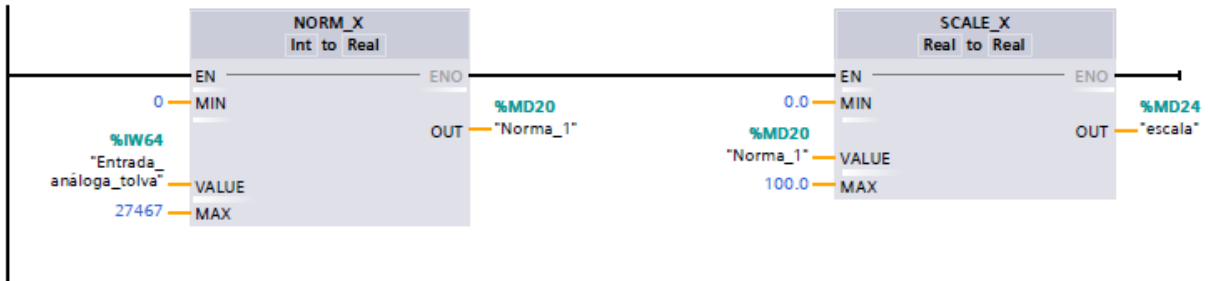 NORM_X
Int to Real
EN
ENO
0
MIN
%MD20
OUT
"Norma_1"
%IW64
"Entrada_
análoga_tolva"
VALUE
27467
MAX
SCALE_X
Real to Real
EN
ENO
0.0
MIN
%MD24
OUT
"escala"
%MD20
"Norma_1"
VALUE
100.0
MAX